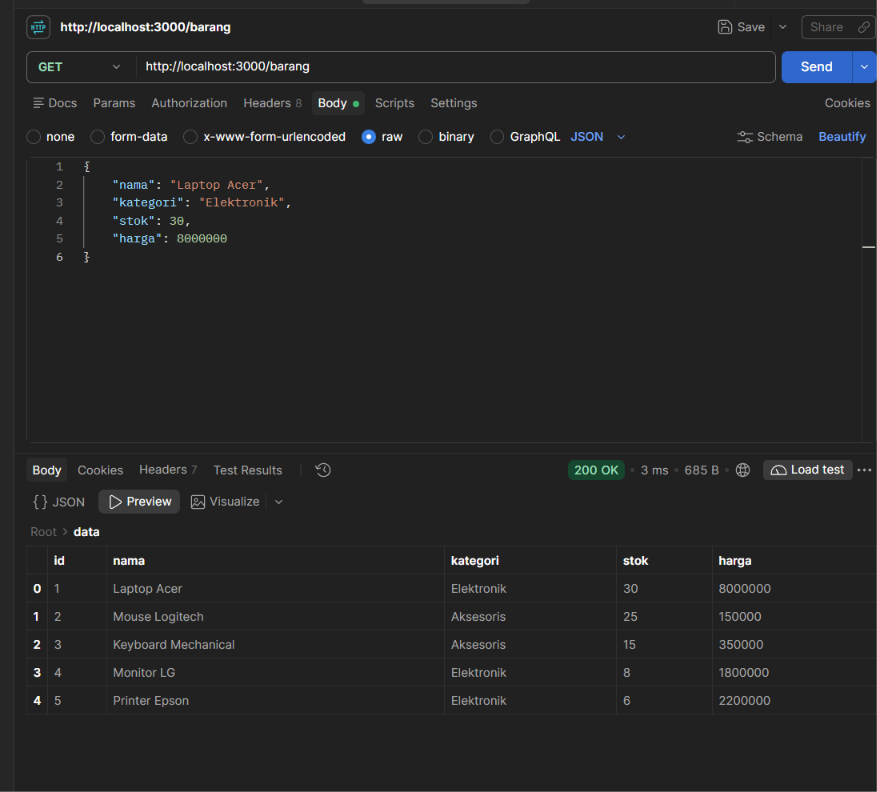 HTTP http://localhost:3000/barang Save Share
GET http://localhost:3000/barang Send
Docs Params Authorization Headers 8 Body Scripts Settings Cookies
none form-data x-www-form-urlencoded raw binary GraphQL JSON Schema Beautify
1 {
2 "nama": "Laptop Acer",
3 "kategori": "Elektronik",
4 "stok": 30,
5 "harga": 8000000
6 }
Body Cookies Headers 7 Test Results 200 OK • 3 ms • 685 B • Load test
{ } JSON Preview Visualize
Root > data
id nama kategori stok harga
0 1 Laptop Acer Elektronik 30 8000000
1 2 Mouse Logitech Aksesoris 25 150000
2 3 Keyboard Mechanical Aksesoris 15 350000
3 4 Monitor LG Elektronik 8 1800000
4 5 Printer Epson Elektronik 6 2200000